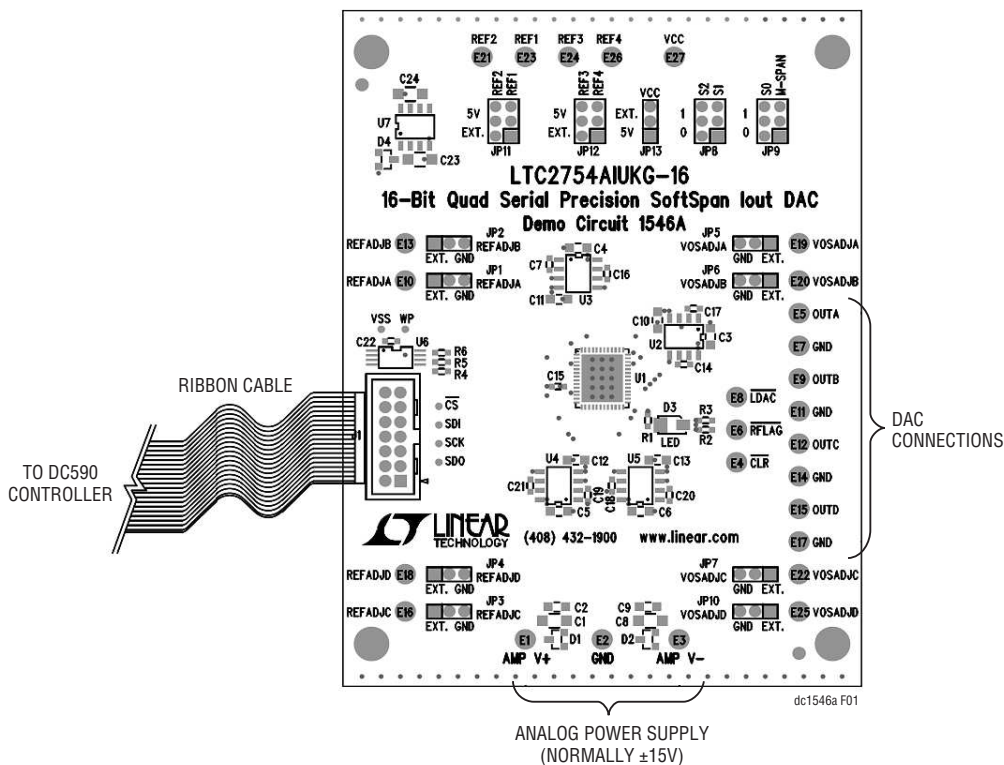 REF2 REF1 REF3 REF4 VCC
E21 E23 E24 E26 E27
C24
U7
D4
C23
REF2 REF1
5V
EXT.
JP11
REF3 REF4
5V
EXT.
JP12
VCC
EXT.
5V
JP13
S2 S1
1
0
JP8
S0 M-SPAN
1
0
JP9
LTC2754AIUKG-16
16-Bit Quad Serial Precision SoftSpan Iout DAC
Demo Circuit 1546A
REFADJB E13 JP2 REFADJB
EXT. GND
REFADJA E10 JP1 REFADJA
EXT. GND
C4
C7
C16
C11 U3
JP5
VOSADJA E19 VOSADJA
GND EXT.
JP6
VOSADJB E20 VOSADJB
GND EXT.
VSS WP
C22 U6
R6
R5
R4
C17
C10
U2 C3
C14
C15 U1
E5 OUTA
E7 GND
E9 OUTB
E11 GND
E12 OUTC
E14 GND
E15 OUTD
E17 GND
DAC
CONNECTIONS
RIBBON CABLE
TO DC590
CONTROLLER
J1
CS
SDI
SCK
SDO
E8 LDAC
E6 RFLAG
E4 CLR
D3
R1 LED
R3
R2
U4 C12
C21 C19
C5
U5 C13
C18 C20
C6
LINEAR
TECHNOLOGY
(408) 432-1900 www.linear.com
REFADJD E18 JP4 REFADJD
EXT. GND
REFADJC E16 JP3 REFADJC
EXT. GND
JP7
VOSADJC E22 VOSADJC
GND EXT.
JP10
VOSADJD E25 VOSADJD
GND EXT.
C2
C1
E1 D1
C9
C8
E2 D2 E3
AMP V+ GND AMP V-
dc1546a F01
ANALOG POWER SUPPLY
(NORMALLY ±15V)